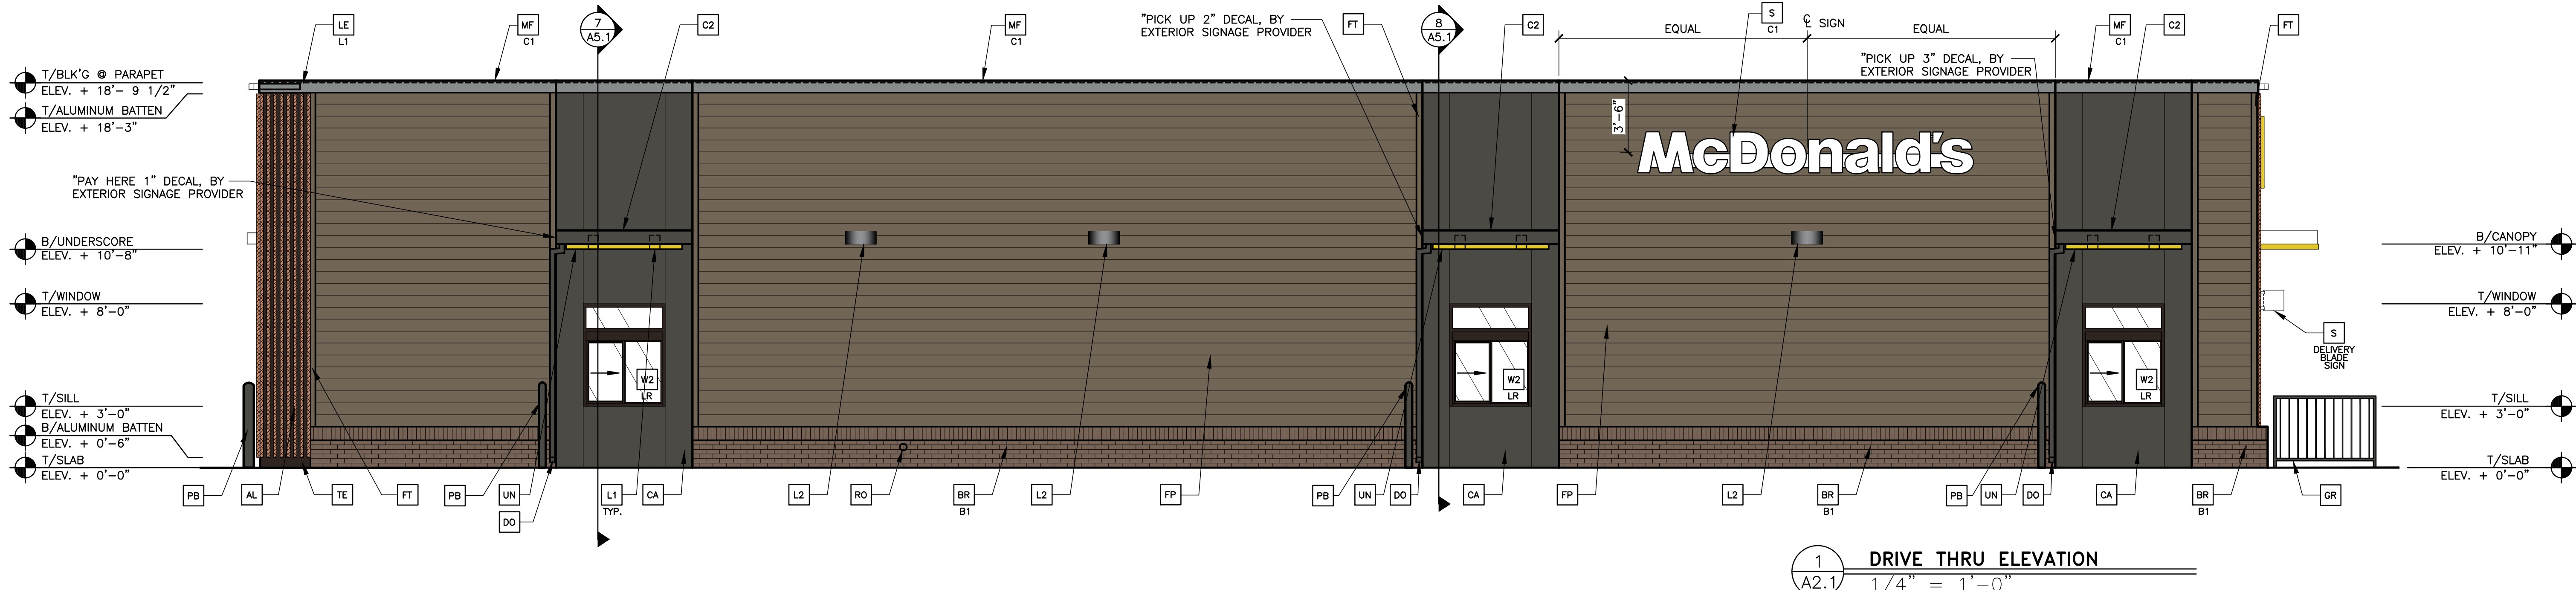 LE
L1
MF
C1
7
A5.1
C2
MF
C1
"PICK UP 2" DECAL, BY
EXTERIOR SIGNAGE PROVIDER
FT
8
A5.1
C2
EQUAL
S
C1
℄ SIGN
EQUAL
"PICK UP 3" DECAL, BY
EXTERIOR SIGNAGE PROVIDER
MF
C1
C2
FT
T/BLK'G @ PARAPET
ELEV. + 18'- 9 1/2"
T/ALUMINUM BATTEN
ELEV. + 18'-3"
3'-6"
McDonald's
"PAY HERE 1" DECAL, BY
EXTERIOR SIGNAGE PROVIDER
B/UNDERSCORE
ELEV. + 10'-8"
B/CANOPY
ELEV. + 10'-11"
T/WINDOW
ELEV. + 8'-0"
T/WINDOW
ELEV. + 8'-0"
S
DELIVERY
BLADE
SIGN
W2
LR
W2
LR
W2
LR
T/SILL
ELEV. + 3'-0"
T/SILL
ELEV. + 3'-0"
B/ALUMINUM BATTEN
ELEV. + 0'-6"
T/SLAB
ELEV. + 0'-0"
T/SLAB
ELEV. + 0'-0"
PB
AL
TE
FT
PB
UN
DO
L1
TYP.
CA
L2
RO
BR
B1
L2
FP
PB
UN
DO
CA
FP
L2
BR
B1
PB
UN
DO
CA
BR
B1
GR
1
A2.1
DRIVE THRU ELEVATION
1/4" = 1'-0"